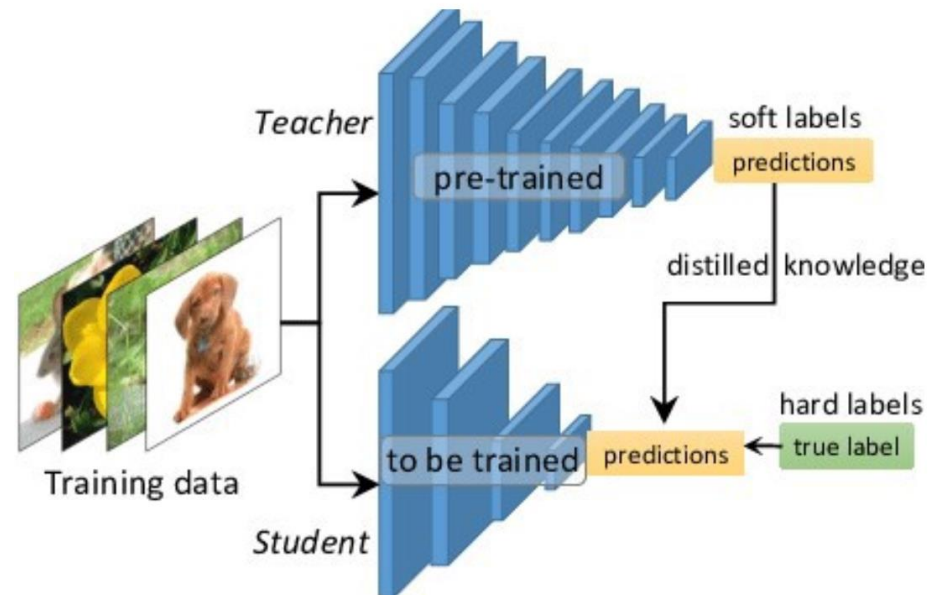 Teacher
pre-trained
soft labels
predictions
distilled knowledge
Training data
Student
to be trained
predictions
hard labels
true label